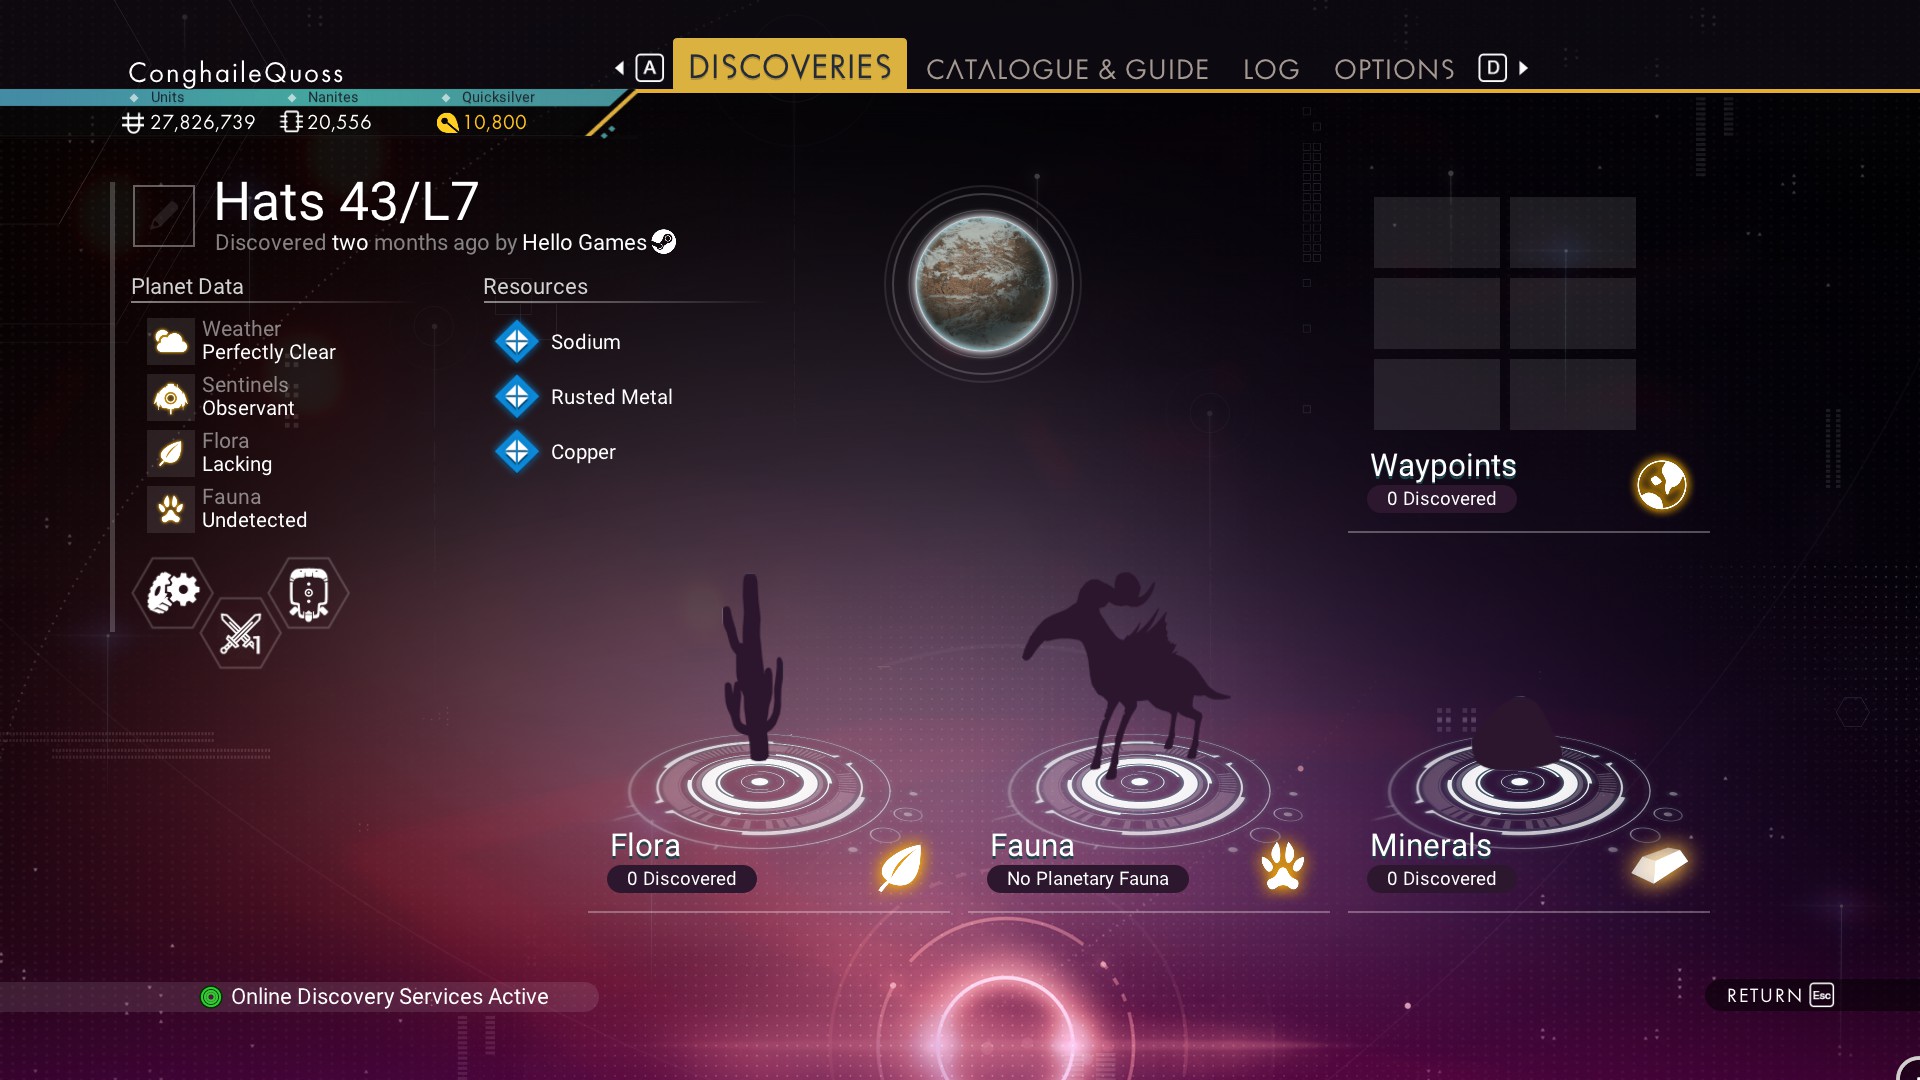 ConghaileQuoss
A DISCOVERIES CATALOGUE & GUIDE LOG OPTIONS D
Units Nanites Quicksilver
27,826,739 20,556 10,800
Hats 43/L7
Discovered two months ago by Hello Games
Planet Data
Weather
Perfectly Clear
Sentinels
Observant
Flora
Lacking
Fauna
Undetected
1
Resources
Sodium
Rusted Metal
Copper
Waypoints
0 Discovered
Flora
0 Discovered
Fauna
No Planetary Fauna
Minerals
0 Discovered
Online Discovery Services Active
RETURN Esc